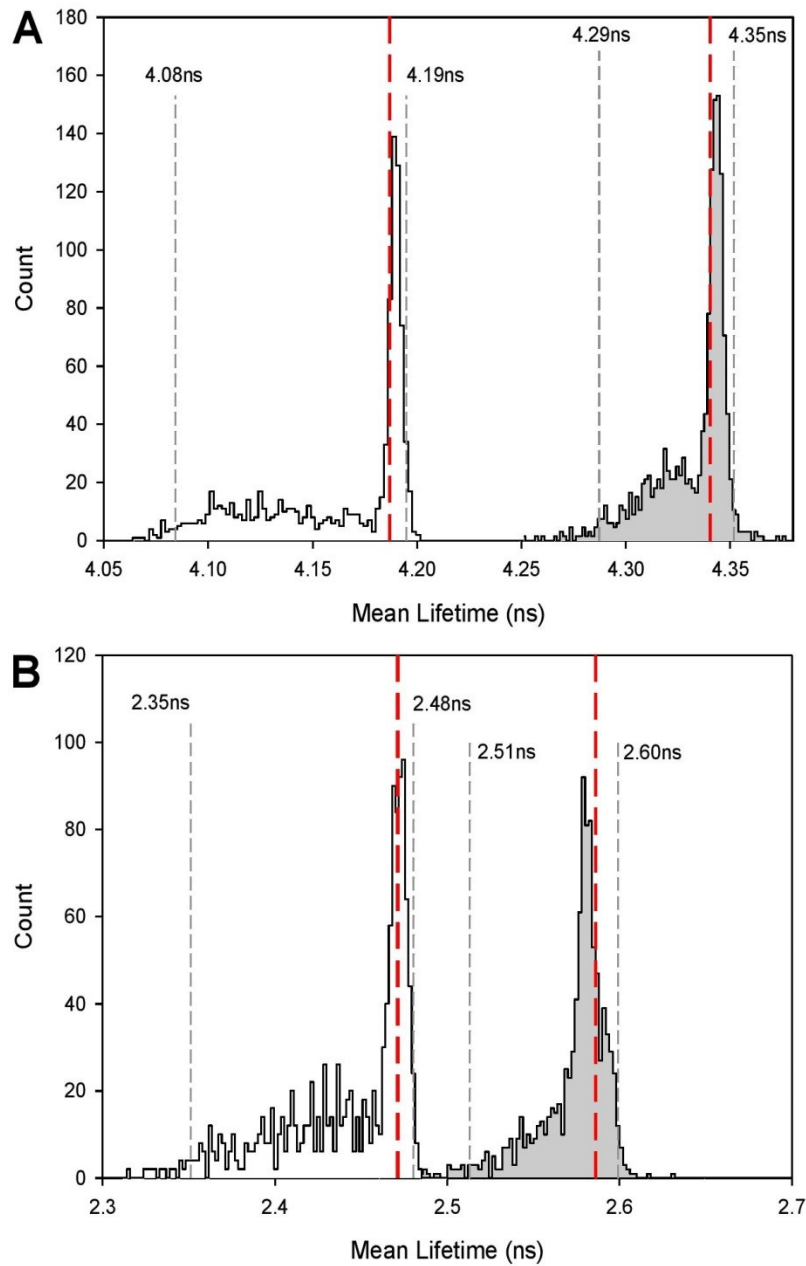 A
180
4.29ns
4.35ns
160
4.08ns
4.19ns
140
120
100
80
60
40
20
0
Count
4.05 4.10 4.15 4.20 4.25 4.30 4.35
Mean Lifetime (ns)
B
120
2.35ns
2.48ns
100
2.51ns
2.60ns
80
60
40
20
0
Count
2.3 2.4 2.5 2.6 2.7
Mean Lifetime (ns)